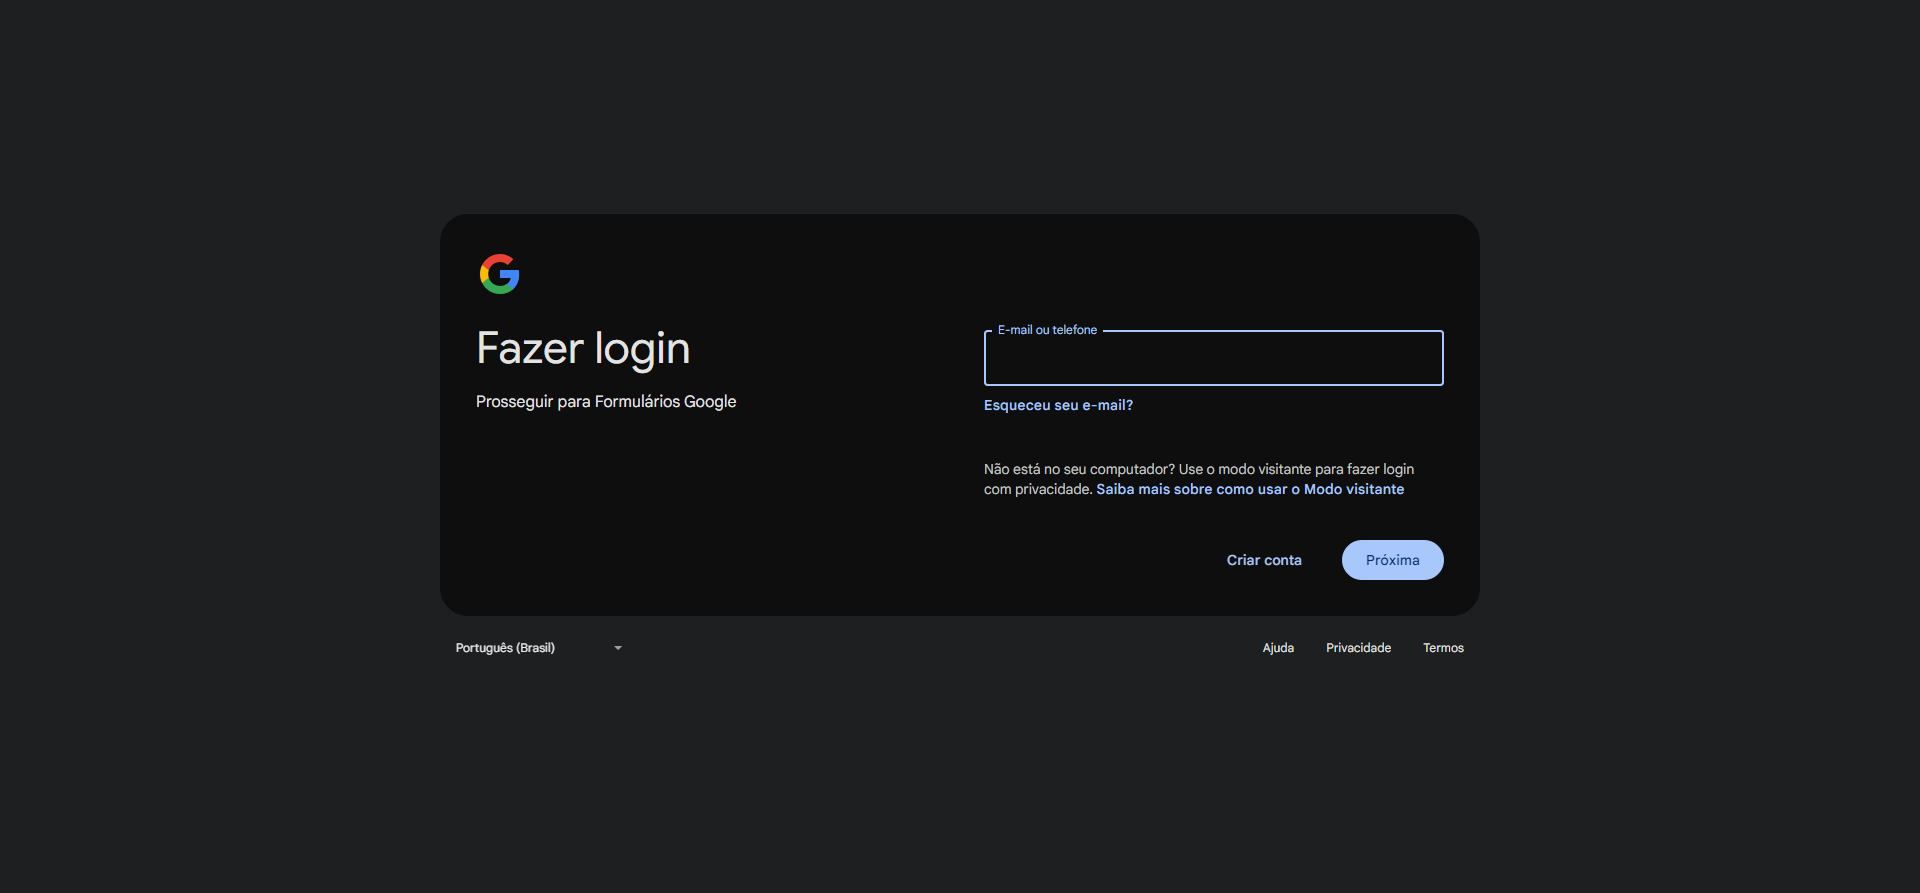 Fazer login
Prosseguir para Formulários Google
E-mail ou telefone
Esqueceu seu e-mail?
Não está no seu computador? Use o modo visitante para fazer login
com privacidade. Saiba mais sobre como usar o Modo visitante
Criar conta
Próxima
Português (Brasil)
Ajuda
Privacidade
Termos